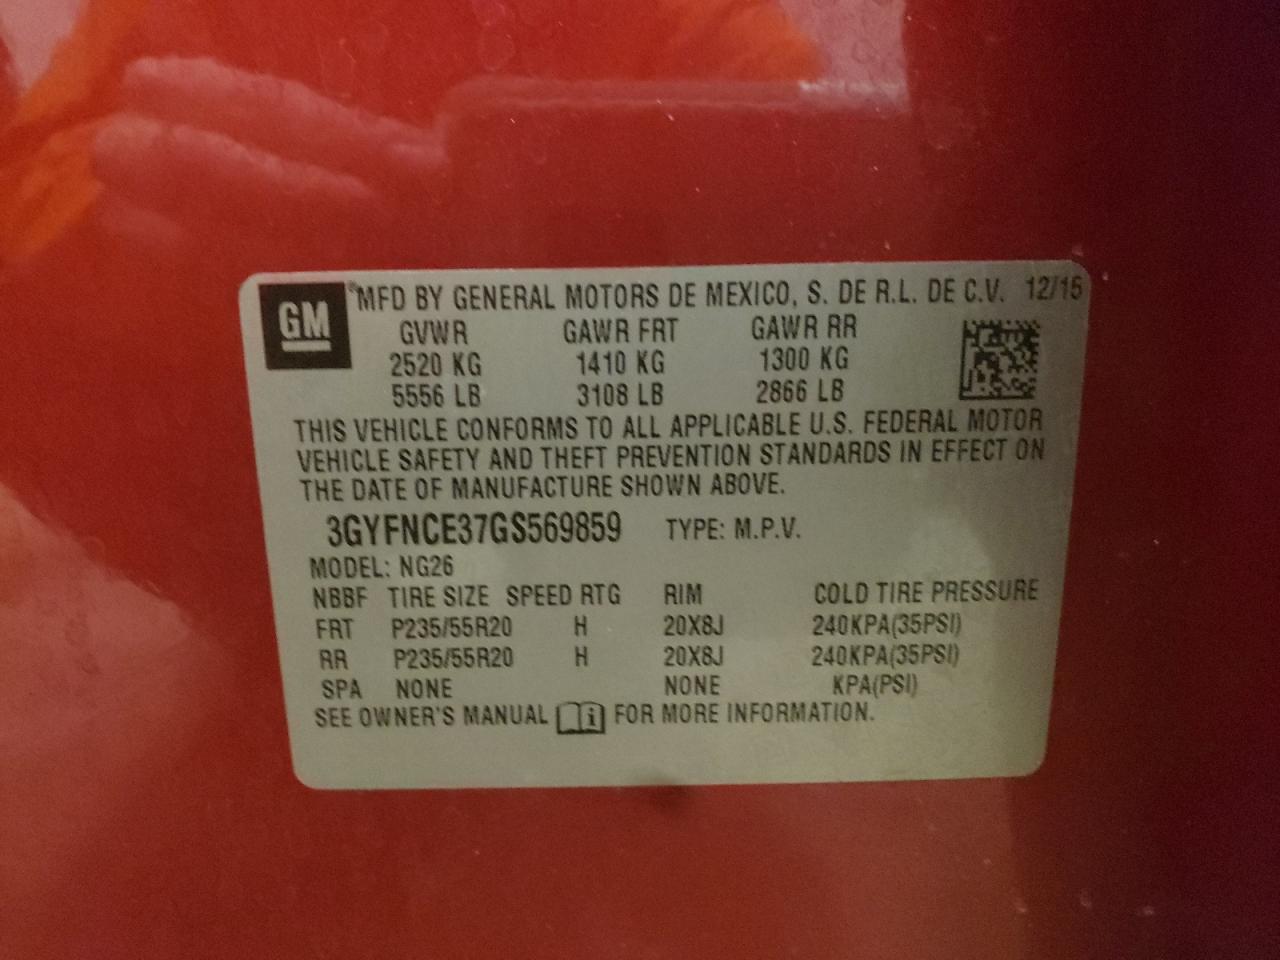 GM
®MFD BY GENERAL MOTORS DE MEXICO, S. DE R.L. DE C.V. 12/15
GVWR GAWR FRT GAWR RR
2520 KG 1410 KG 1300 KG
5556 LB 3108 LB 2866 LB
THIS VEHICLE CONFORMS TO ALL APPLICABLE U.S. FEDERAL MOTOR
VEHICLE SAFETY AND THEFT PREVENTION STANDARDS IN EFFECT ON
THE DATE OF MANUFACTURE SHOWN ABOVE.
3GYFNCE37GS569859 TYPE: M.P.V.
MODEL: NG26
NBBF TIRE SIZE SPEED RTG RIM COLD TIRE PRESSURE
FRT P235/55R20 H 20X8J 240KPA(35PSI)
RR P235/55R20 H 20X8J 240KPA(35PSI)
SPA NONE NONE KPA(PSI)
SEE OWNER'S MANUAL i FOR MORE INFORMATION.